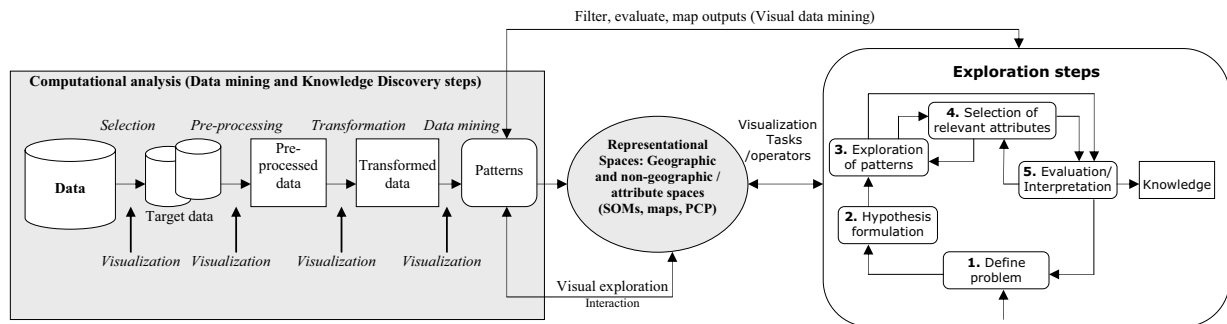 Filter, evaluate, map outputs (Visual data mining)
Computational analysis (Data mining and Knowledge Discovery steps)
Selection
Pre-processing
Transformation
Data mining
Data
Target data
Pre-
processed
data
Transformed
data
Patterns
Visualization
Visualization
Visualization
Visualization
Representational
Spaces: Geographic
and non-geographic /
attribute spaces
(SOMs, maps, PCP)
Visual exploration
Interaction
Visualization
Tasks
/operators
Exploration steps
4. Selection of
relevant attributes
3. Exploration
of patterns
5. Evaluation/
Interpretation
Knowledge
2. Hypothesis
formulation
1. Define
problem